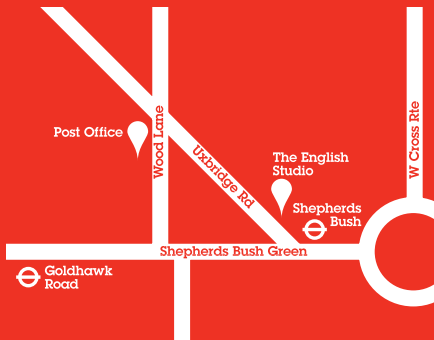 Post Office
Wood Lane
Uxbridge Rd
W Cross Rte
The English
Studio
Shepherds
Bush
Shepherds Bush Green
Goldhawk
Road